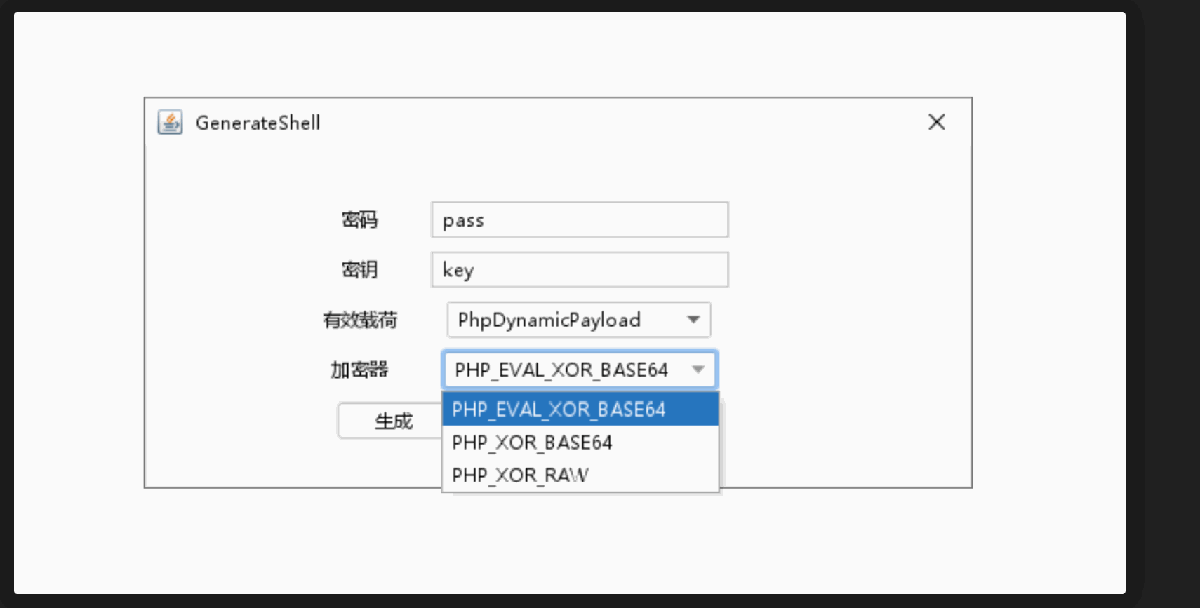 GenerateShell
密码 pass
密钥 key
有效载荷 PhpDynamicPayload
加密器 PHP_EVAL_XOR_BASE64
生成 PHP_EVAL_XOR_BASE64
PHP_XOR_BASE64
PHP_XOR_RAW